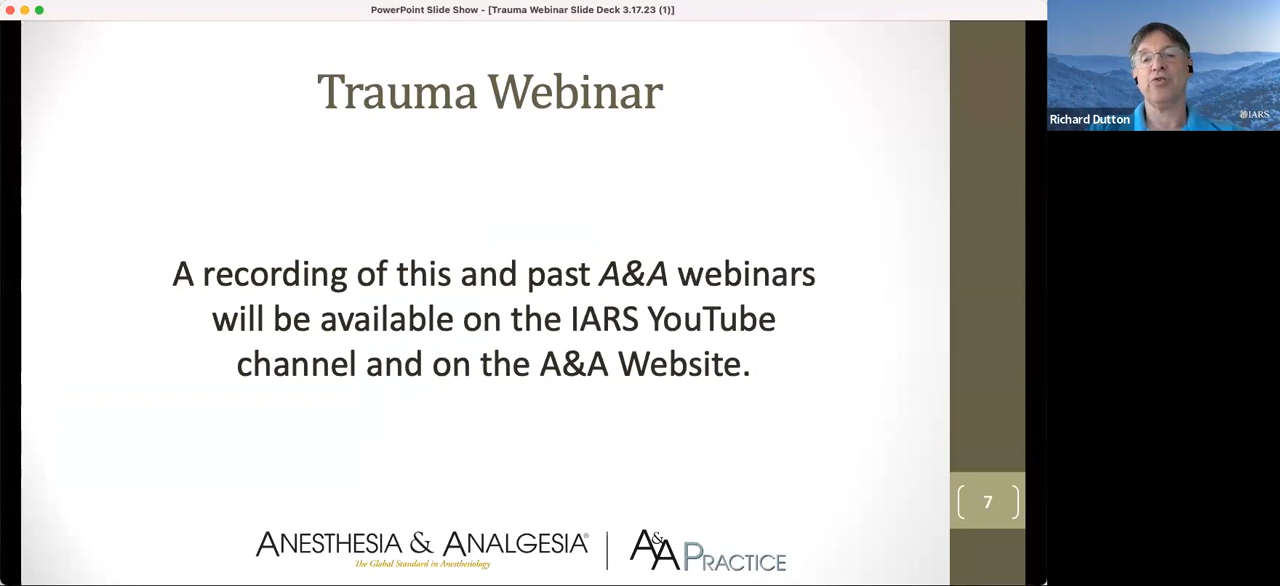 PowerPoint Slide Show - [Trauma Webinar Slide Deck 3.17.23 (1)]
Trauma Webinar
A recording of this and past A&A webinars
will be available on the IARS YouTube
channel and on the A&A Website.
7
ANESTHESIA & ANALGESIA®
The Global Standard in Anesthesiology
A&A PRACTICE
Richard Dutton
IARS